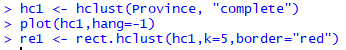 > hc1 <- hclust(Province, "complete")
> plot(hc1,hang=-1)
> re1 <- rect.hclust(hc1,k=5,border="red")